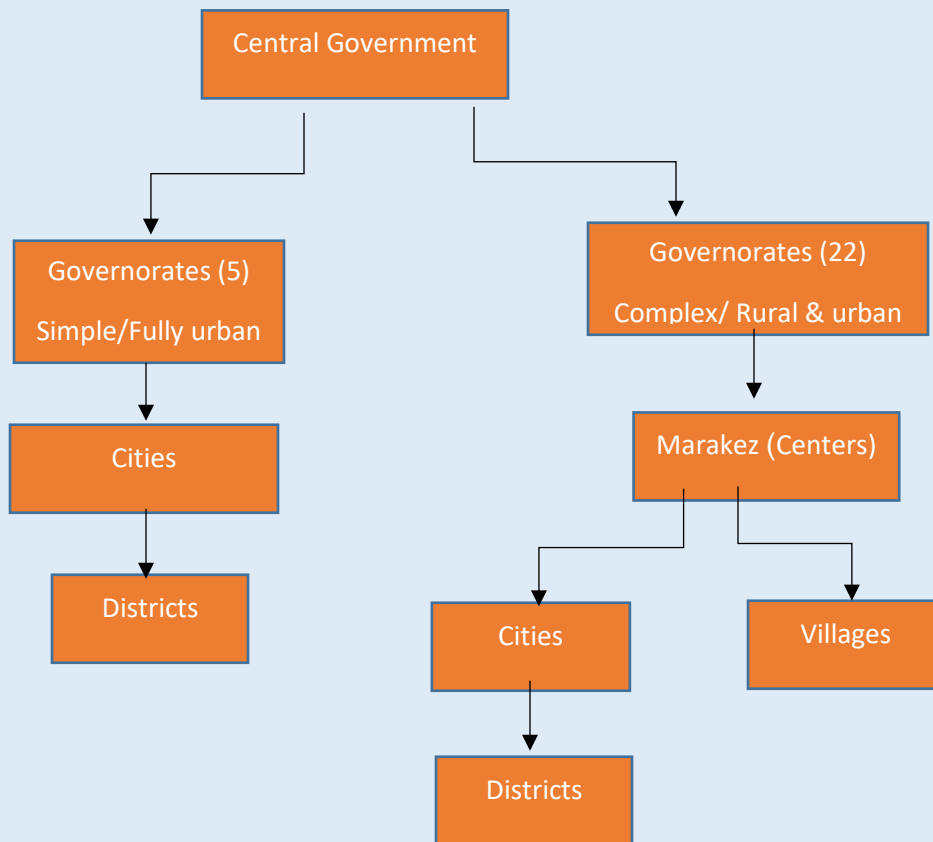 Central Government
Governorates (5)
Simple/Fully urban
Governorates (22)
Complex/ Rural & urban
Cities
Marakez (Centers)
Districts
Cities
Villages
Districts